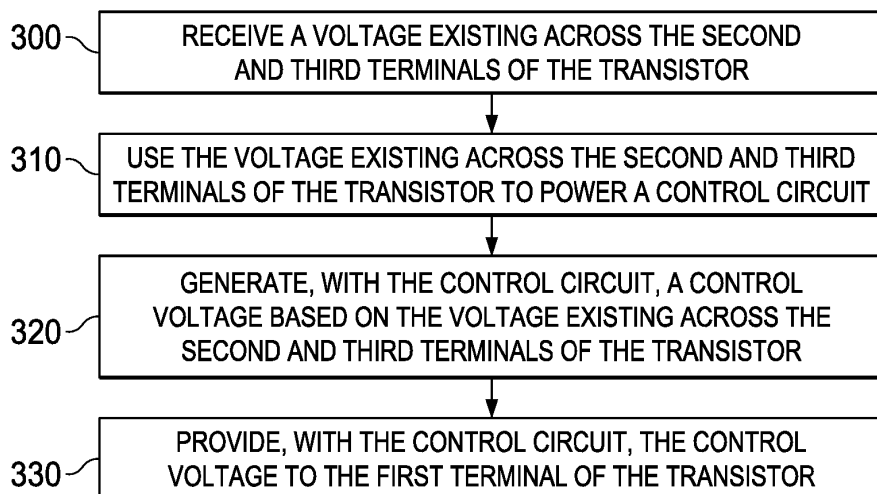 300
RECEIVE A VOLTAGE EXISTING ACROSS THE SECOND
AND THIRD TERMINALS OF THE TRANSISTOR
310
USE THE VOLTAGE EXISTING ACROSS THE SECOND AND THIRD
TERMINALS OF THE TRANSISTOR TO POWER A CONTROL CIRCUIT
320
GENERATE, WITH THE CONTROL CIRCUIT, A CONTROL
VOLTAGE BASED ON THE VOLTAGE EXISTING ACROSS THE
SECOND AND THIRD TERMINALS OF THE TRANSISTOR
330
PROVIDE, WITH THE CONTROL CIRCUIT, THE CONTROL
VOLTAGE TO THE FIRST TERMINAL OF THE TRANSISTOR